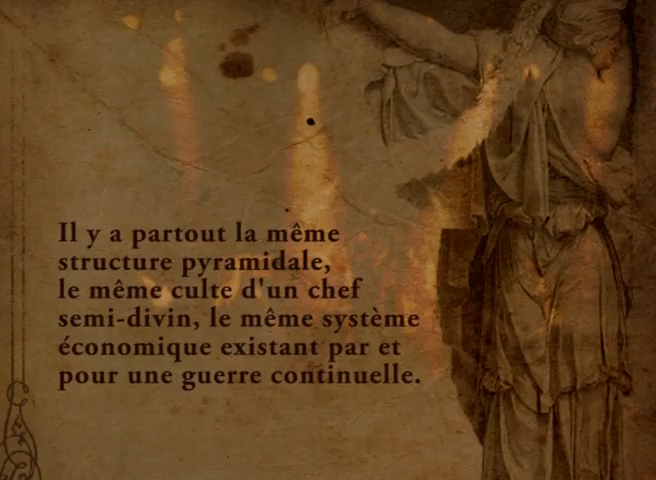 Il y a partout la même
structure pyramidale,
le même culte d'un chef
semi-divin, le même système
économique existant par et
pour une guerre continuelle.